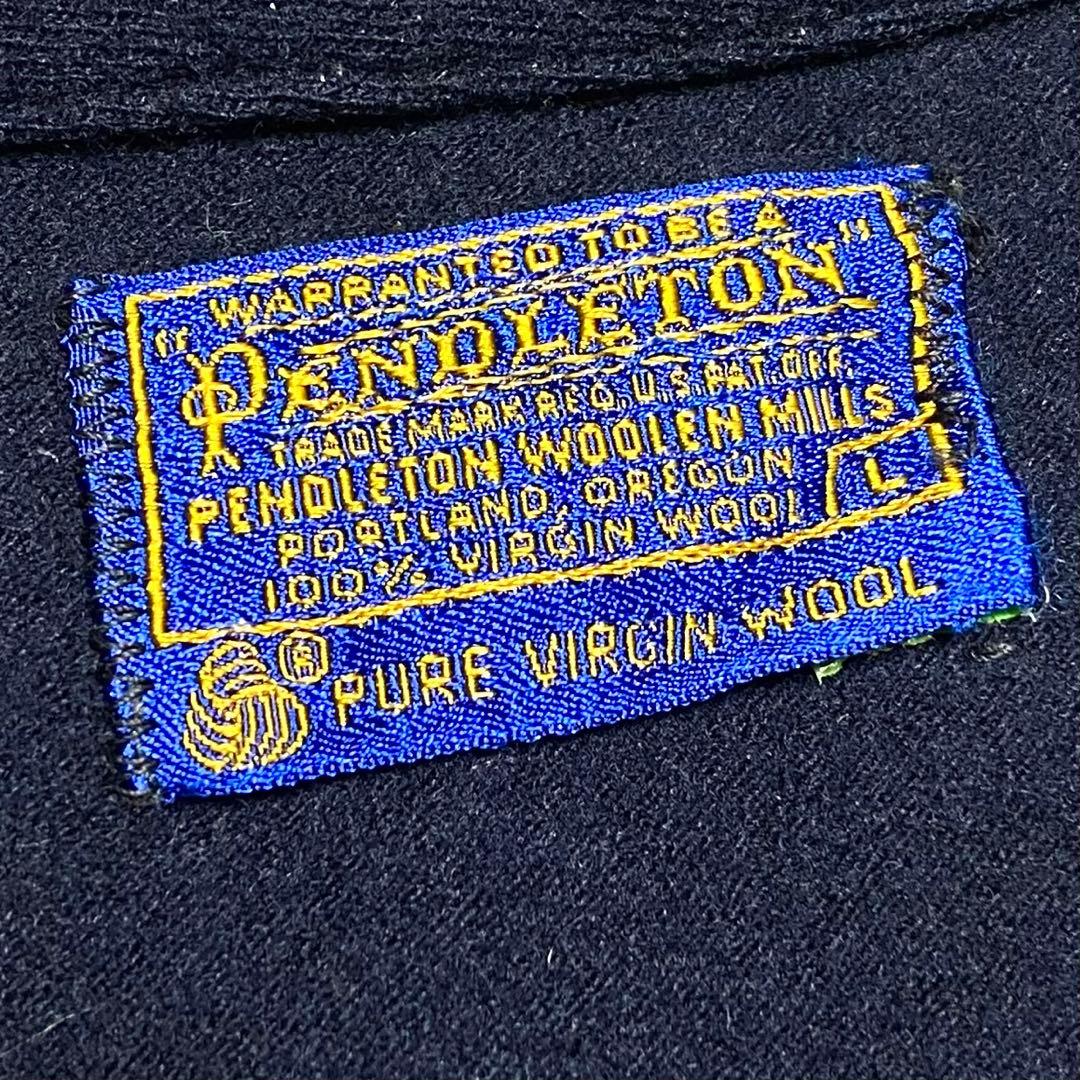 WARRANTED TO BE A
"PENDLETON"
TRADE MARK REG. U.S. PAT. OFF.
PENDLETON WOOLEN MILLS
PORTLAND, OREGON
L
100% VIRGIN WOOL
® PURE VIRGIN WOOL